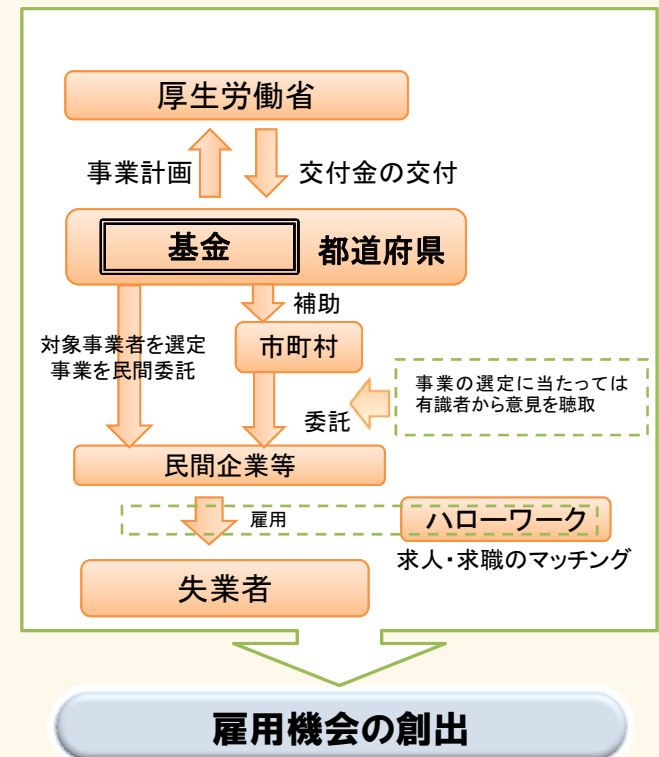 厚生労働省
事業計画
交付金の交付
基金
都道府県
補助
対象事業者を選定
事業を民間委託
市町村
事業の選定に当たっては
有識者から意見を聴取
委託
民間企業等
雇用
ハローワーク
求人・求職のマッチング
失業者
雇用機会の創出